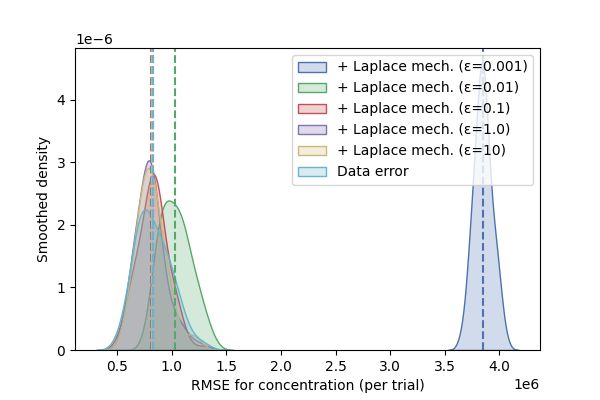 1e−6
+ Laplace mech. (ε=0.001)
+ Laplace mech. (ε=0.01)
+ Laplace mech. (ε=0.1)
+ Laplace mech. (ε=1.0)
+ Laplace mech. (ε=10)
Data error
Smoothed density
4
3
2
1
0
0.5 1.0 1.5 2.0 2.5 3.0 3.5 4.0
RMSE for concentration (per trial)
1e6